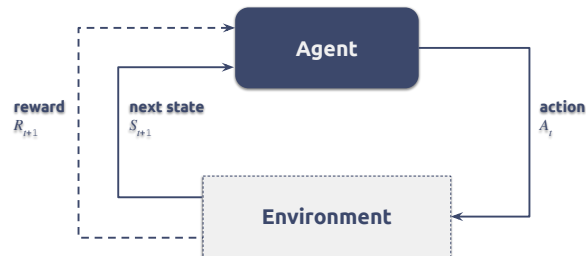 Agent
reward
R_{t+1}
next state
S_{t+1}
action
A_t
Environment